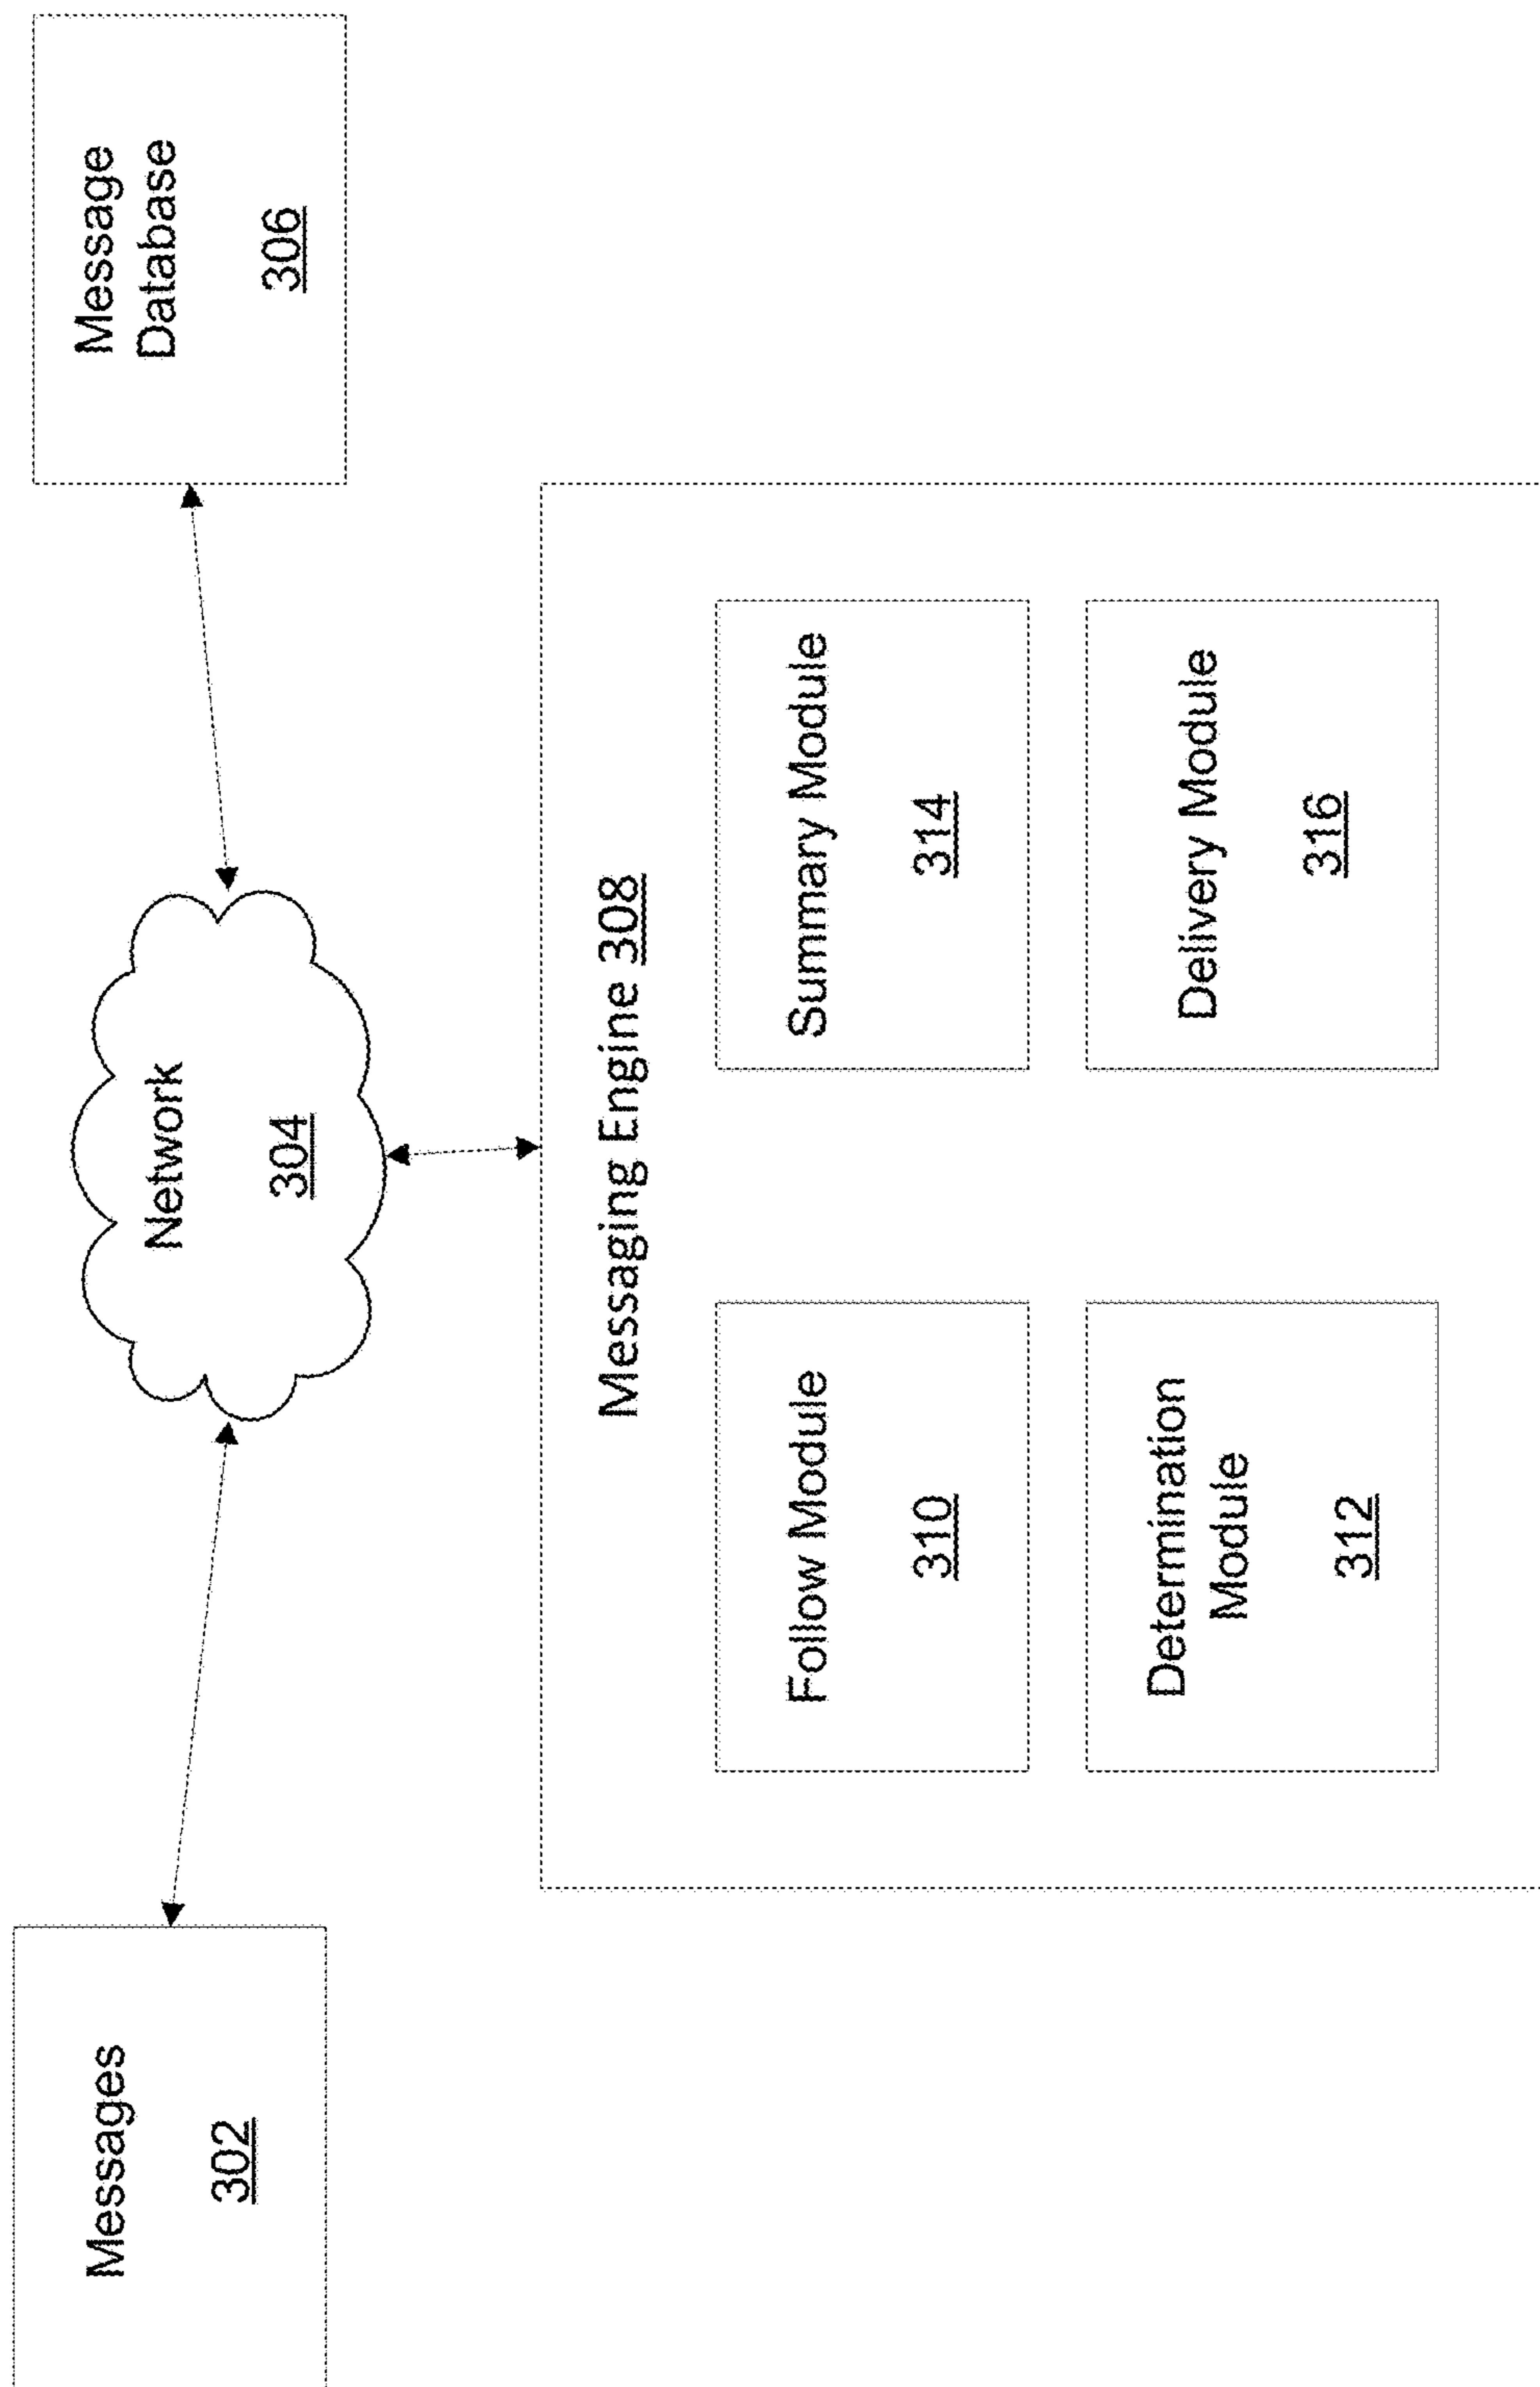 Messages
302
Network
304
Message
Database
306
Messaging Engine 308
Follow Module
310
Summary Module
314
Determination
Module
312
Delivery Module
316